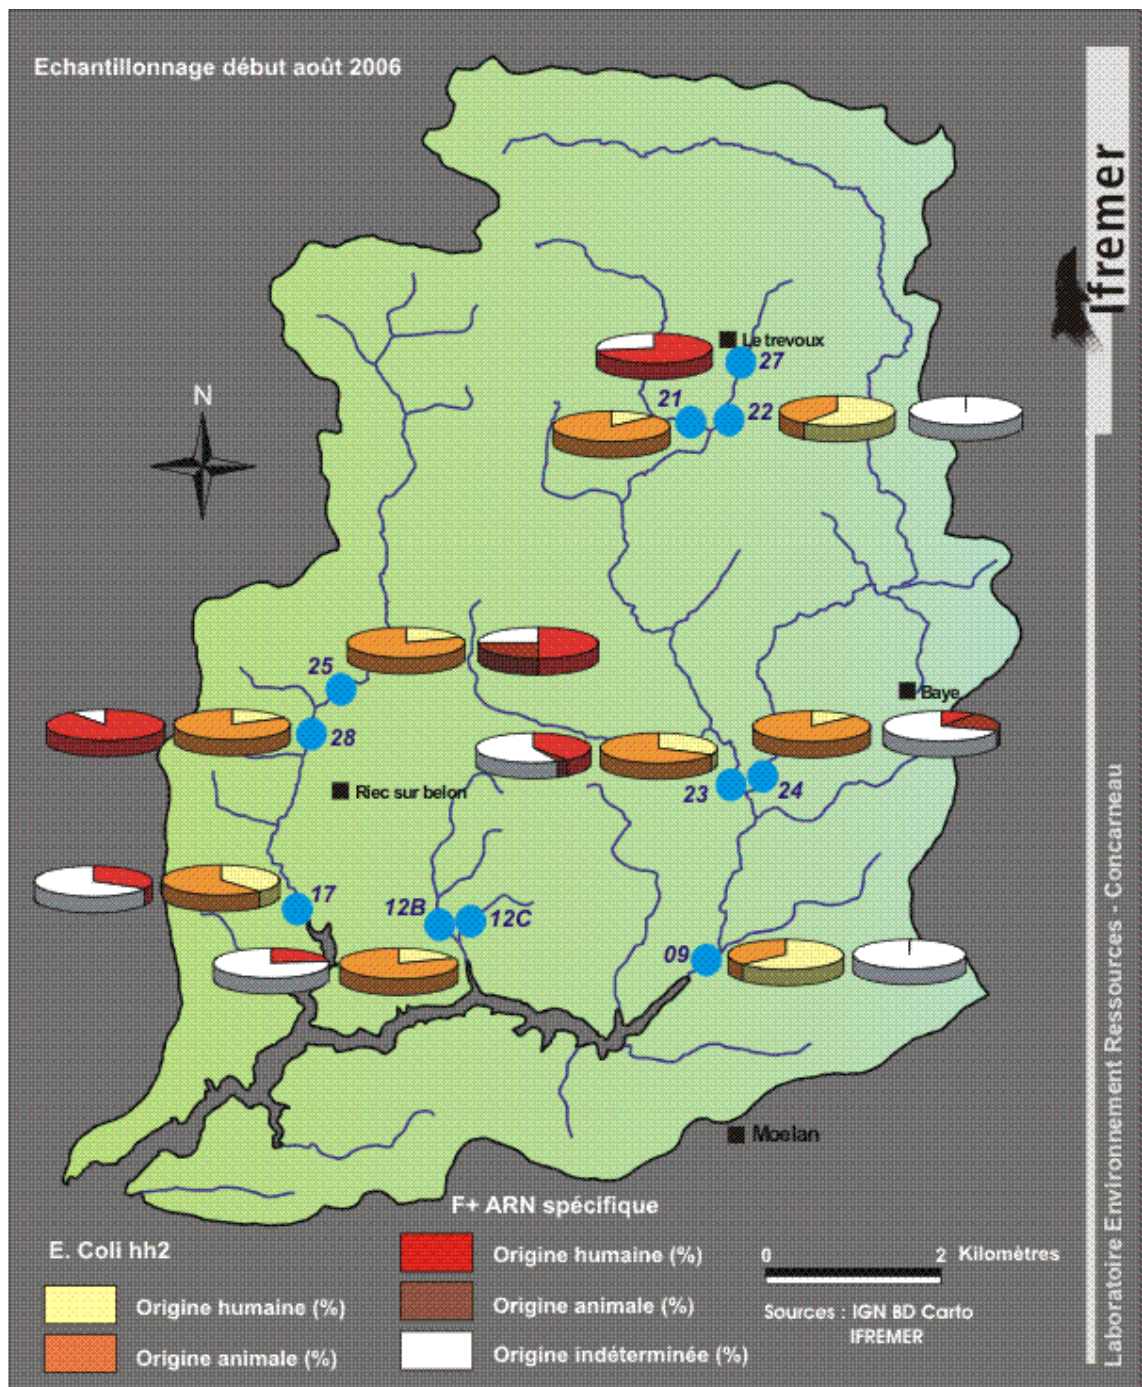 Echantillonnage début août 2006
Ifremer
N
Le trevoux
27
21
22
25
28
Baye
Riec sur belon
23
24
17
12B
12C
09
Moelan
F+ ARN spécifique
E. Coli hh2
Origine humaine (%)
Origine animale (%)
Origine humaine (%)
Origine animale (%)
Origine indéterminée (%)
0 2 Kilomètres
Sources : IGN BD Carto
IFREMER
Laboratoire Environnement Ressources - Concarneau